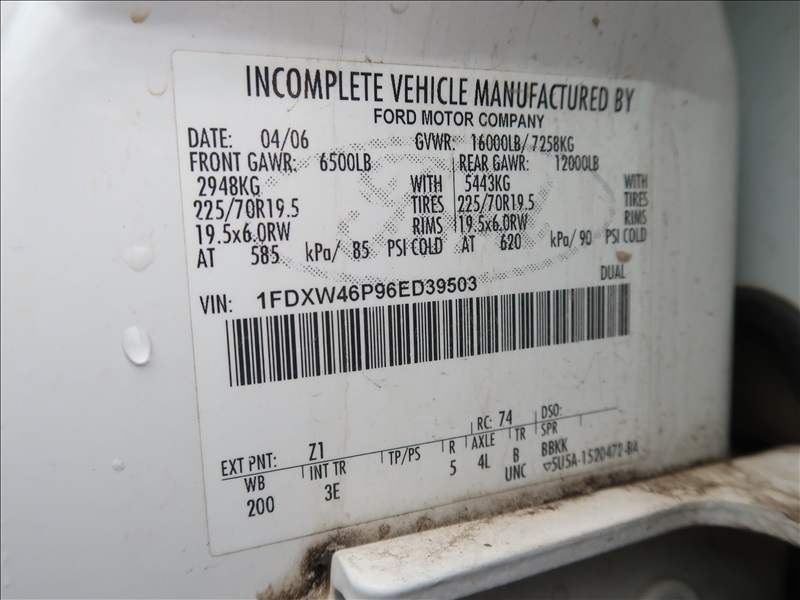 INCOMPLETE VEHICLE MANUFACTURED BY
FORD MOTOR COMPANY
DATE: 04/06 GVWR: 16000LB/ 7258KG
FRONT GAWR: 6500LB REAR GAWR: 12000LB
2948KG WITH 5443KG WITH
225/70R19.5 TIRES 225/70R19.5 TIRES
19.5x6.0RW RIMS 19.5x6.0RW RIMS
AT 585 kPa/ 85 PSI COLD AT 620 kPa/ 90 PSI COLD
DUAL
VIN: 1FDXW46P96ED39503
EXT PNT: Z1 RC: 74 DSO:
WB INT TR TP/PS R AXLE TR SPR
200 3E 5 4L B BBKK
UNC ▽5U5A-1520472-BA